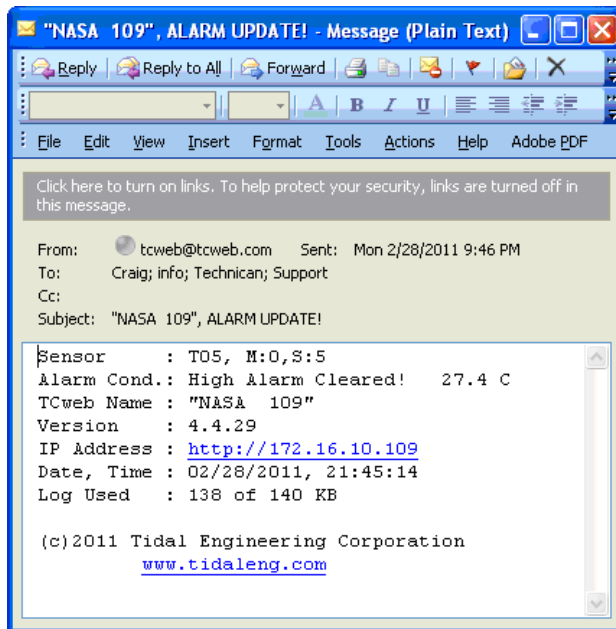 "NASA  109", ALARM UPDATE! - Message (Plain Text)
Reply Reply to All Forward
A B I U
File Edit View Insert Format Tools Actions Help Adobe PDF
Click here to turn on links. To help protect your security, links are turned off in
this message.
From: tcweb@tcweb.com Sent: Mon 2/28/2011 9:46 PM
To: Craig; info; Technican; Support
Cc:
Subject: "NASA  109", ALARM UPDATE!
Sensor     : T05, M:0,S:5
Alarm Cond.: High Alarm Cleared!   27.4 C
TCweb Name : "NASA  109"
Version    : 4.4.29
IP Address : http://172.16.10.109
Date, Time : 02/28/2011, 21:45:14
Log Used   : 138 of 140 KB
(c)2011 Tidal Engineering Corporation
www.tidaleng.com